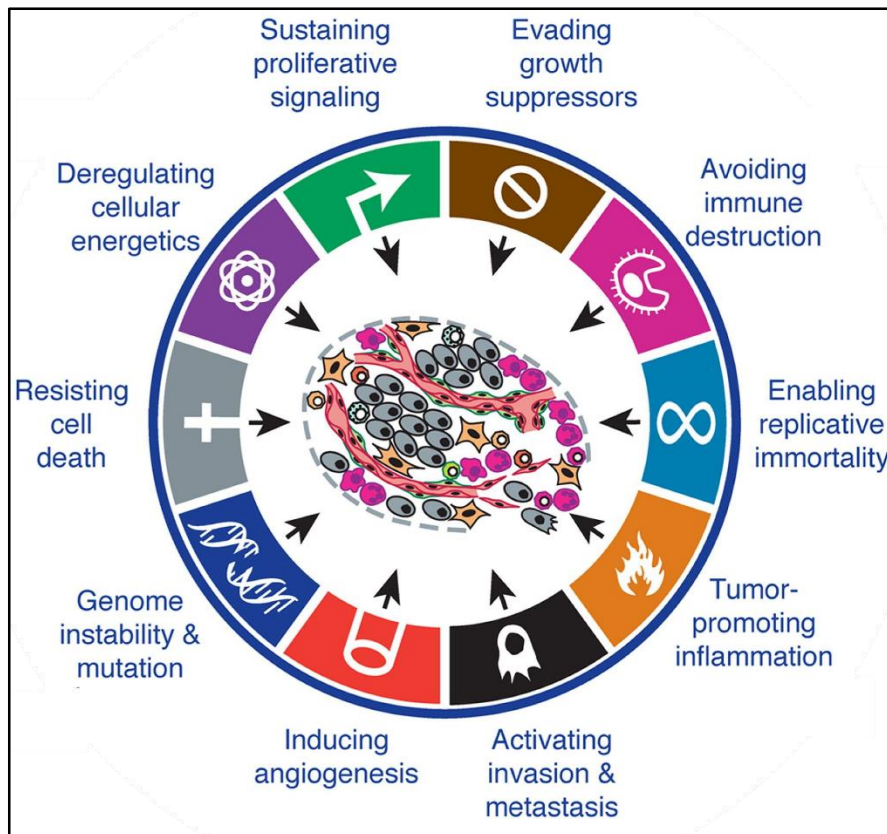 Sustaining
proliferative
signaling
Evading
growth
suppressors
Avoiding
immune
destruction
Enabling
replicative
immortality
Tumor-
promoting
inflammation
Activating
invasion &
metastasis
Inducing
angiogenesis
Genome
instability &
mutation
Resisting
cell
death
Deregulating
cellular
energetics